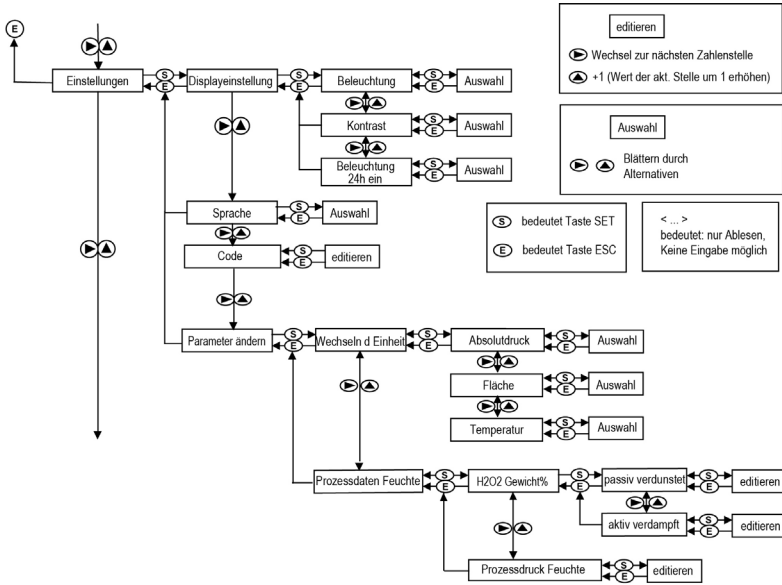 E
editieren
Wechsel zur nächsten Zahlenstelle
+1 (Wert der akt. Stelle um 1 erhöhen)
Einstellungen
S
E
Displayeinstellung
S
E
Beleuchtung
S
E
Auswahl
Kontrast
S
E
Auswahl
Beleuchtung
24h ein
S
E
Auswahl
Auswahl
Blättern durch
Alternativen
Sprache
S
E
Auswahl
Code
S
E
editieren
S bedeutet Taste SET
E bedeutet Taste ESC
< ... >
bedeutet: nur Ablesen,
Keine Eingabe
möglich
Parameter ändern
S
E
Wechseln d Einheit
S
E
Absolutdruck
S
E
Auswahl
Fläche
S
E
Auswahl
Temperatur
S
E
Auswahl
Prozessdaten Feuchte
S
E
H2O2 Gewicht%
S
E
passiv verdunstet
S
E
editieren
aktiv verdampft
S
E
editieren
Prozessdruck Feuchte
S
E
editieren